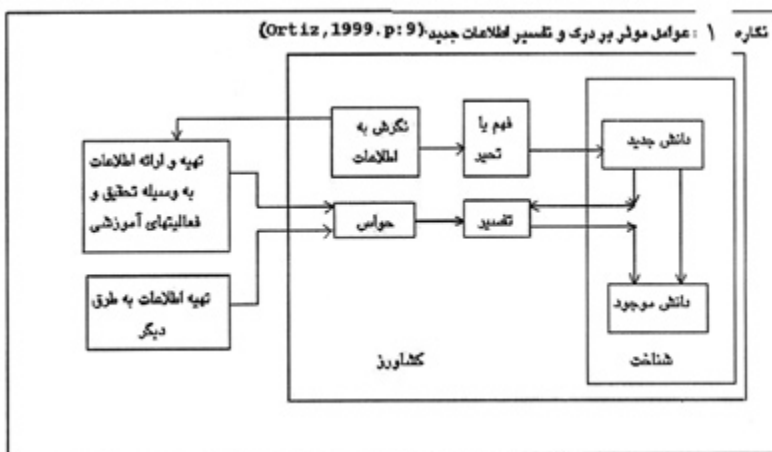 نگاره ۱ : عوامل موثر بر درک و تفسیر اطلاعات جدید (Ortiz,1999.p:9)
نگرش به
اطلاعات
فهم یا
تحیر
دانش جدید
تهیه و ارائه اطلاعات
به وسیله تحقیق و
فعالیتهای آموزشی
حواس
تفسیر
تهیه اطلاعات به طرق
دیگر
دانش موجود
کشاورز
شناخت